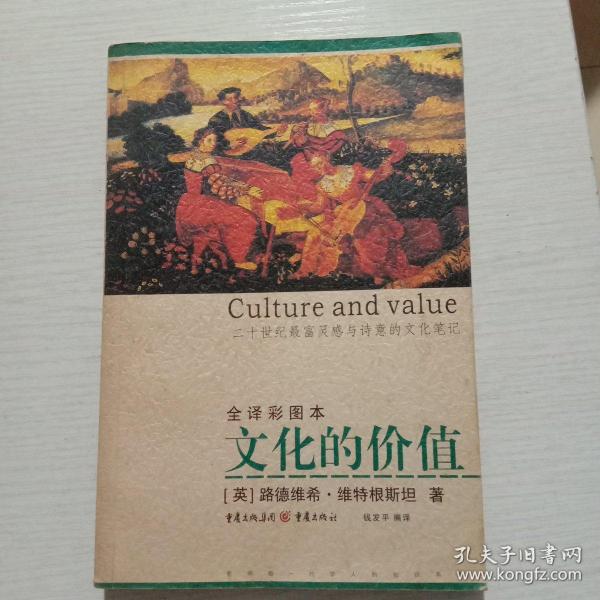 Culture and value
二十世纪最富灵感与诗意的文化笔记
全译彩图本
文化的价值
[英]路德维希·维特根斯坦 著
重庆出版集团 重庆出版社 钱发平 编译
孔夫子旧书网
www.kongfz.com